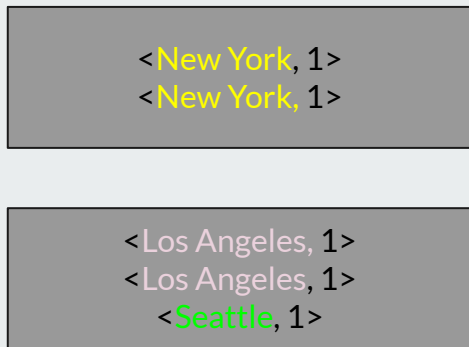 <New York, 1>
<New York, 1>
<Los Angeles, 1>
<Los Angeles, 1>
<Seattle, 1>